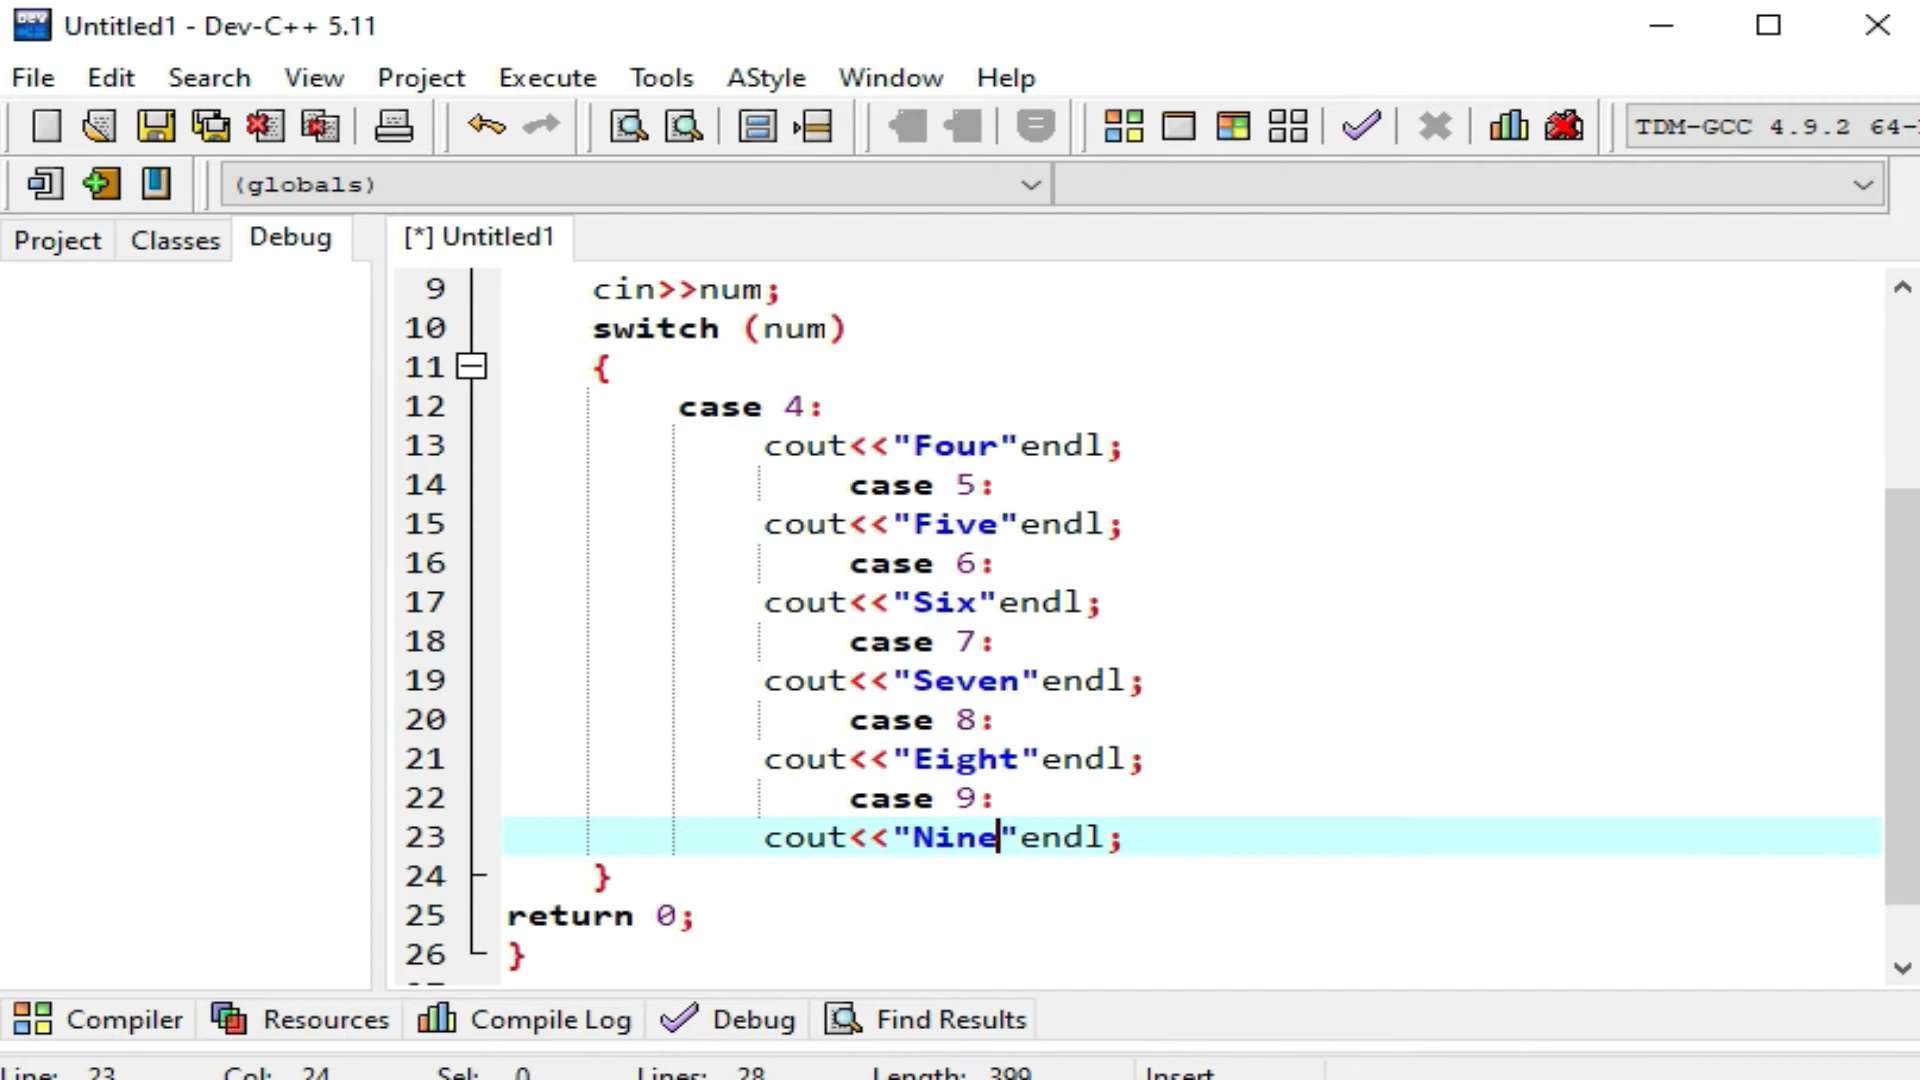 Untitled1 - Dev-C++ 5.11
File Edit Search View Project Execute Tools AStyle Window Help
TDM-GCC 4.9.2 64-
(globals)
Project Classes Debug [*] Untitled1
9 cin>>num;
10 switch (num)
11 {
12 case 4:
13 cout<<"Four"endl;
14 case 5:
15 cout<<"Five"endl;
16 case 6:
17 cout<<"Six"endl;
18 case 7:
19 cout<<"Seven"endl;
20 case 8:
21 cout<<"Eight"endl;
22 case 9:
23 cout<<"Nine"endl;
24 }
25 return 0;
26 }
Compiler Resources Compile Log Debug Find Results
Line: 23 Col: 24 Sel: 0 Lines: 28 Length: 399 Insert